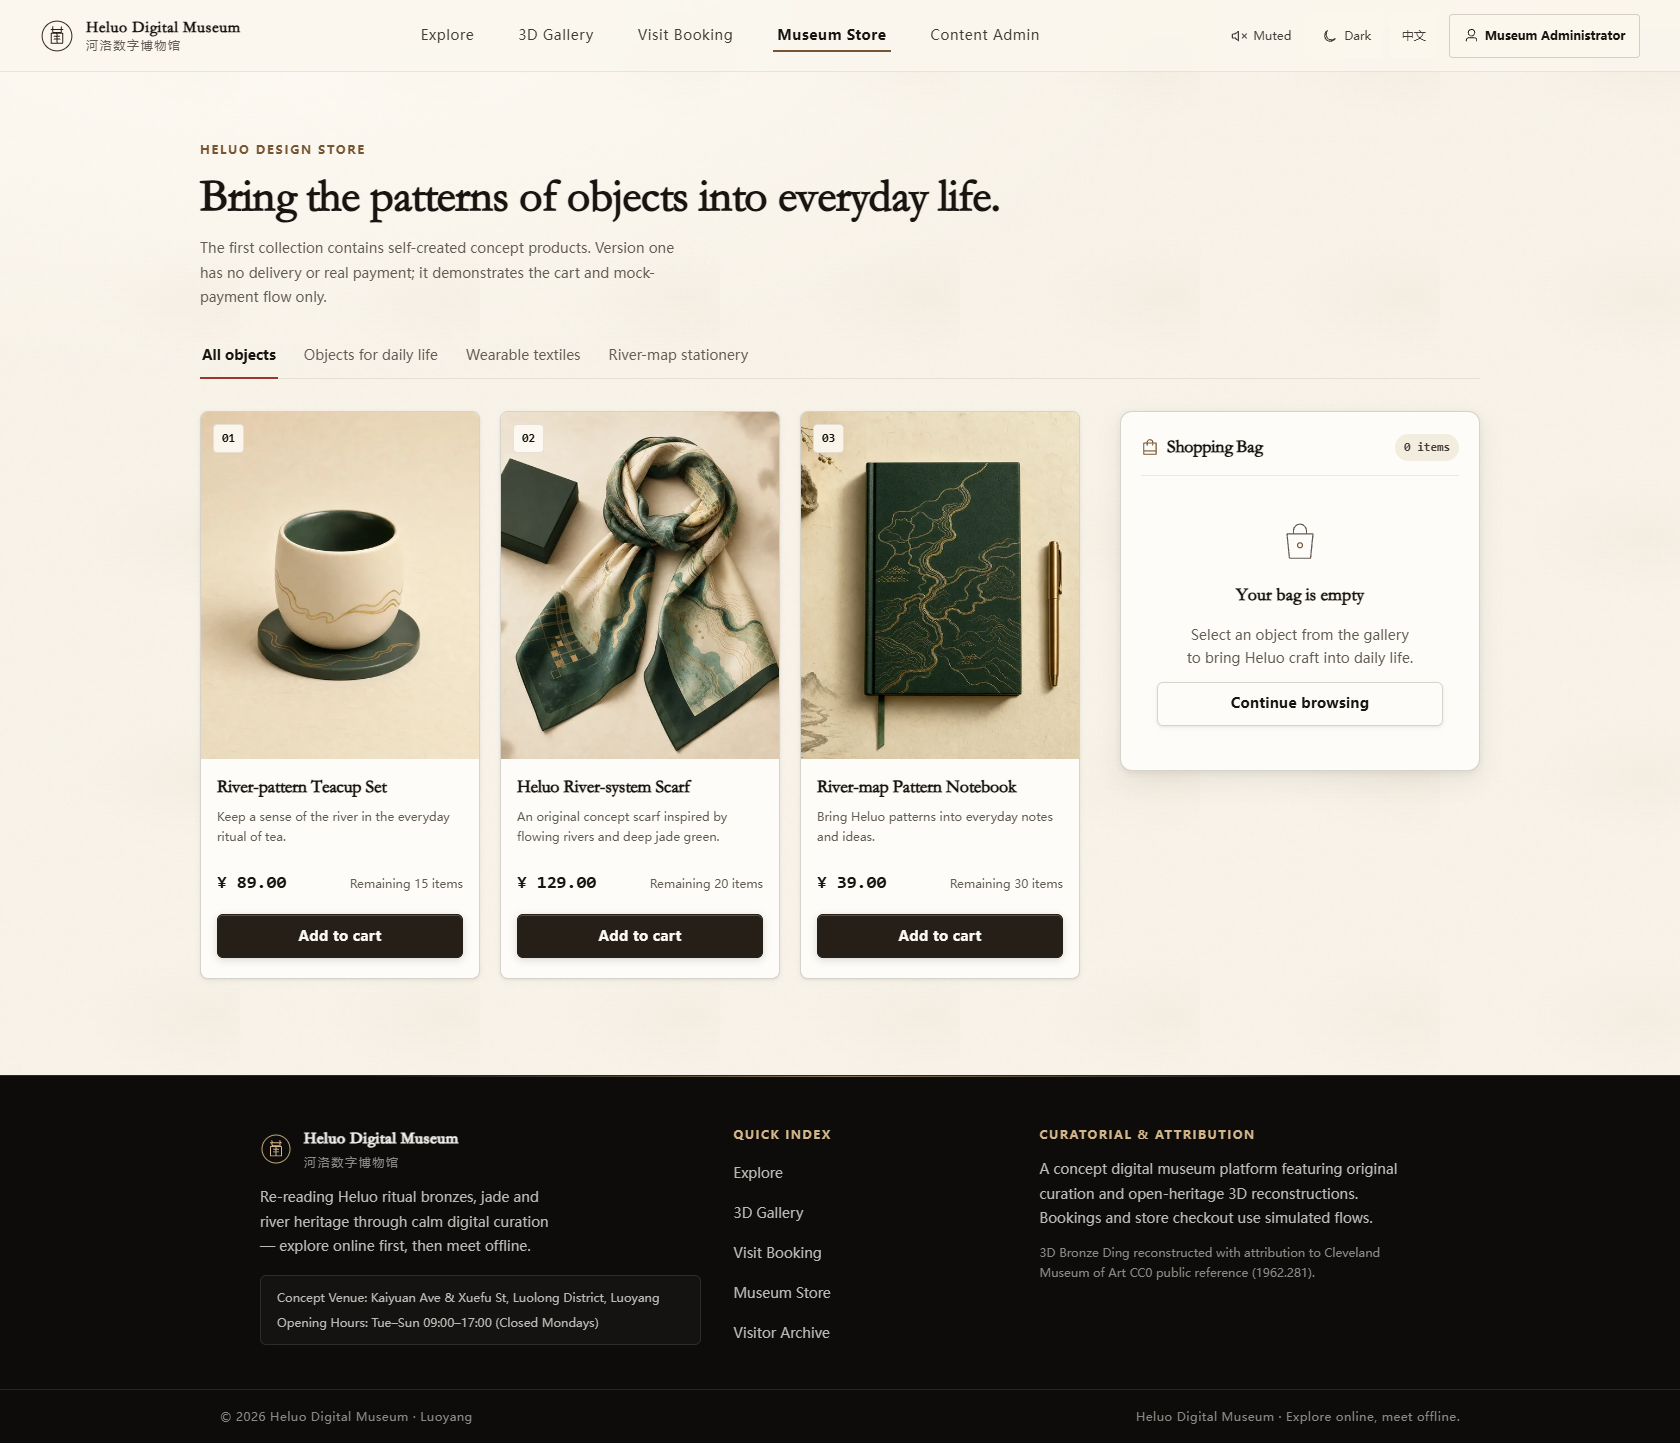 Heluo Digital Museum
河洛数字博物馆
Explore
3D Gallery
Visit Booking
Museum Store
Content Admin
Muted
Dark
中文
Museum Administrator
HELUO DESIGN STORE
Bring the patterns of objects into everyday life.
The first collection contains self-created concept products. Version one
has no delivery or real payment; it demonstrates the cart and mock-
payment flow only.
All objects
Objects for daily life
Wearable textiles
River-map stationery
01
River-pattern Teacup Set
Keep a sense of the river in the everyday
ritual of tea.
¥ 89.00
Remaining 15 items
Add to cart
02
Heluo River-system Scarf
An original concept scarf inspired by
flowing rivers and deep jade green.
¥ 129.00
Remaining 20 items
Add to cart
03
River-map Pattern Notebook
Bring Heluo patterns into everyday notes
and ideas.
¥ 39.00
Remaining 30 items
Add to cart
Shopping Bag
0 items
Your bag is empty
Select an object from the gallery
to bring Heluo craft into daily life.
Continue browsing
Heluo Digital Museum
河洛数字博物馆
Re-reading Heluo ritual bronzes, jade and
river heritage through calm digital curation
— explore online first, then meet offline.
Concept Venue: Kaiyuan Ave & Xuefu St, Luolong District, Luoyang
Opening Hours: Tue–Sun 09:00–17:00 (Closed Mondays)
QUICK INDEX
Explore
3D Gallery
Visit Booking
Museum Store
Visitor Archive
CURATORIAL & ATTRIBUTION
A concept digital museum platform featuring original
curation and open-heritage 3D reconstructions.
Bookings and store checkout use simulated flows.
3D Bronze Ding reconstructed with attribution to Cleveland
Museum of Art CC0 public reference (1962.281).
© 2026 Heluo Digital Museum · Luoyang
Heluo Digital Museum · Explore online, meet offline.